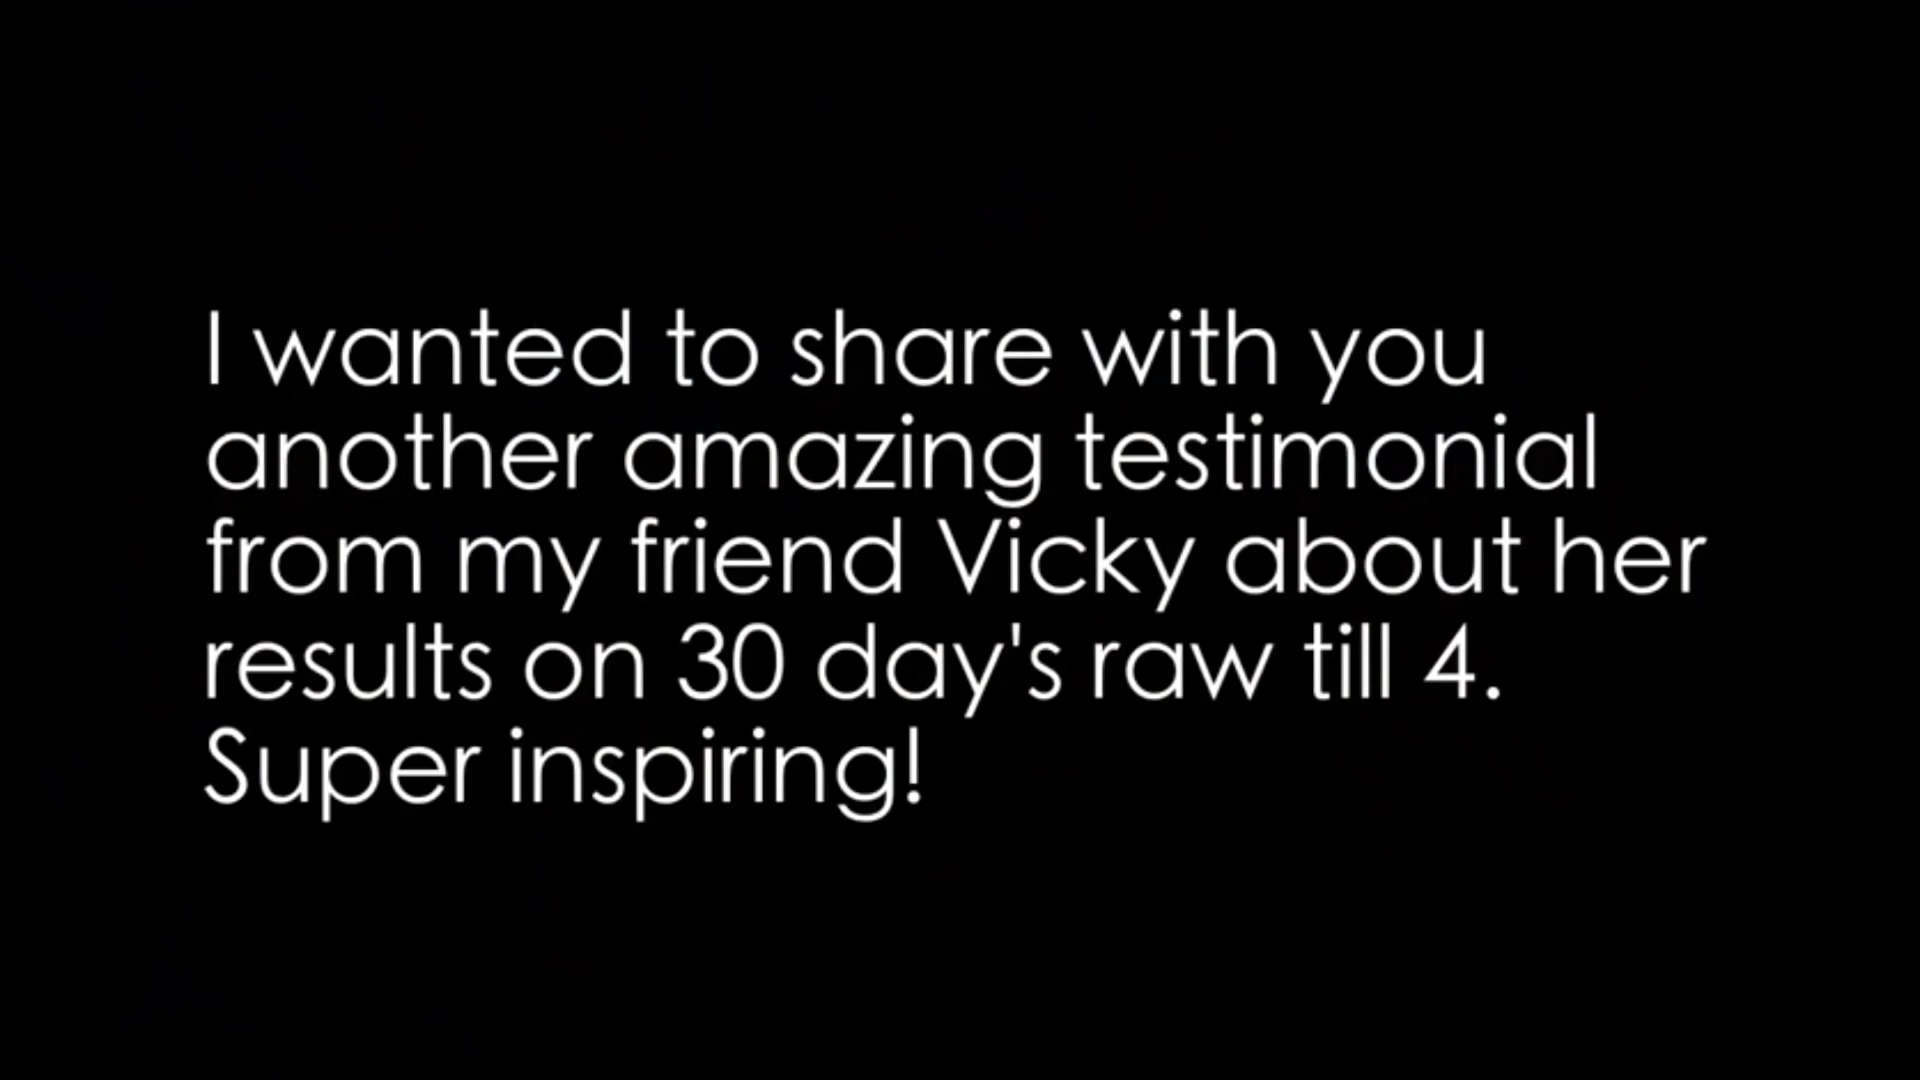 I wanted to share with you
another amazing testimonial
from my friend Vicky about her
results on 30 day's raw till 4.
Super inspiring!